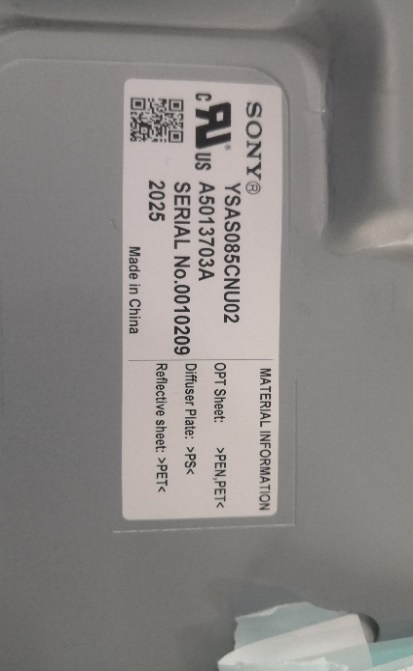 SONY®
YSAS085CNU02
A5013703A
SERIAL No.0010209
2025
Made in China
C
US
MATERIAL INFORMATION
OPT Sheet: >PEN,PET<
Diffuser Plate: >PS<
Reflective sheet: >PET<